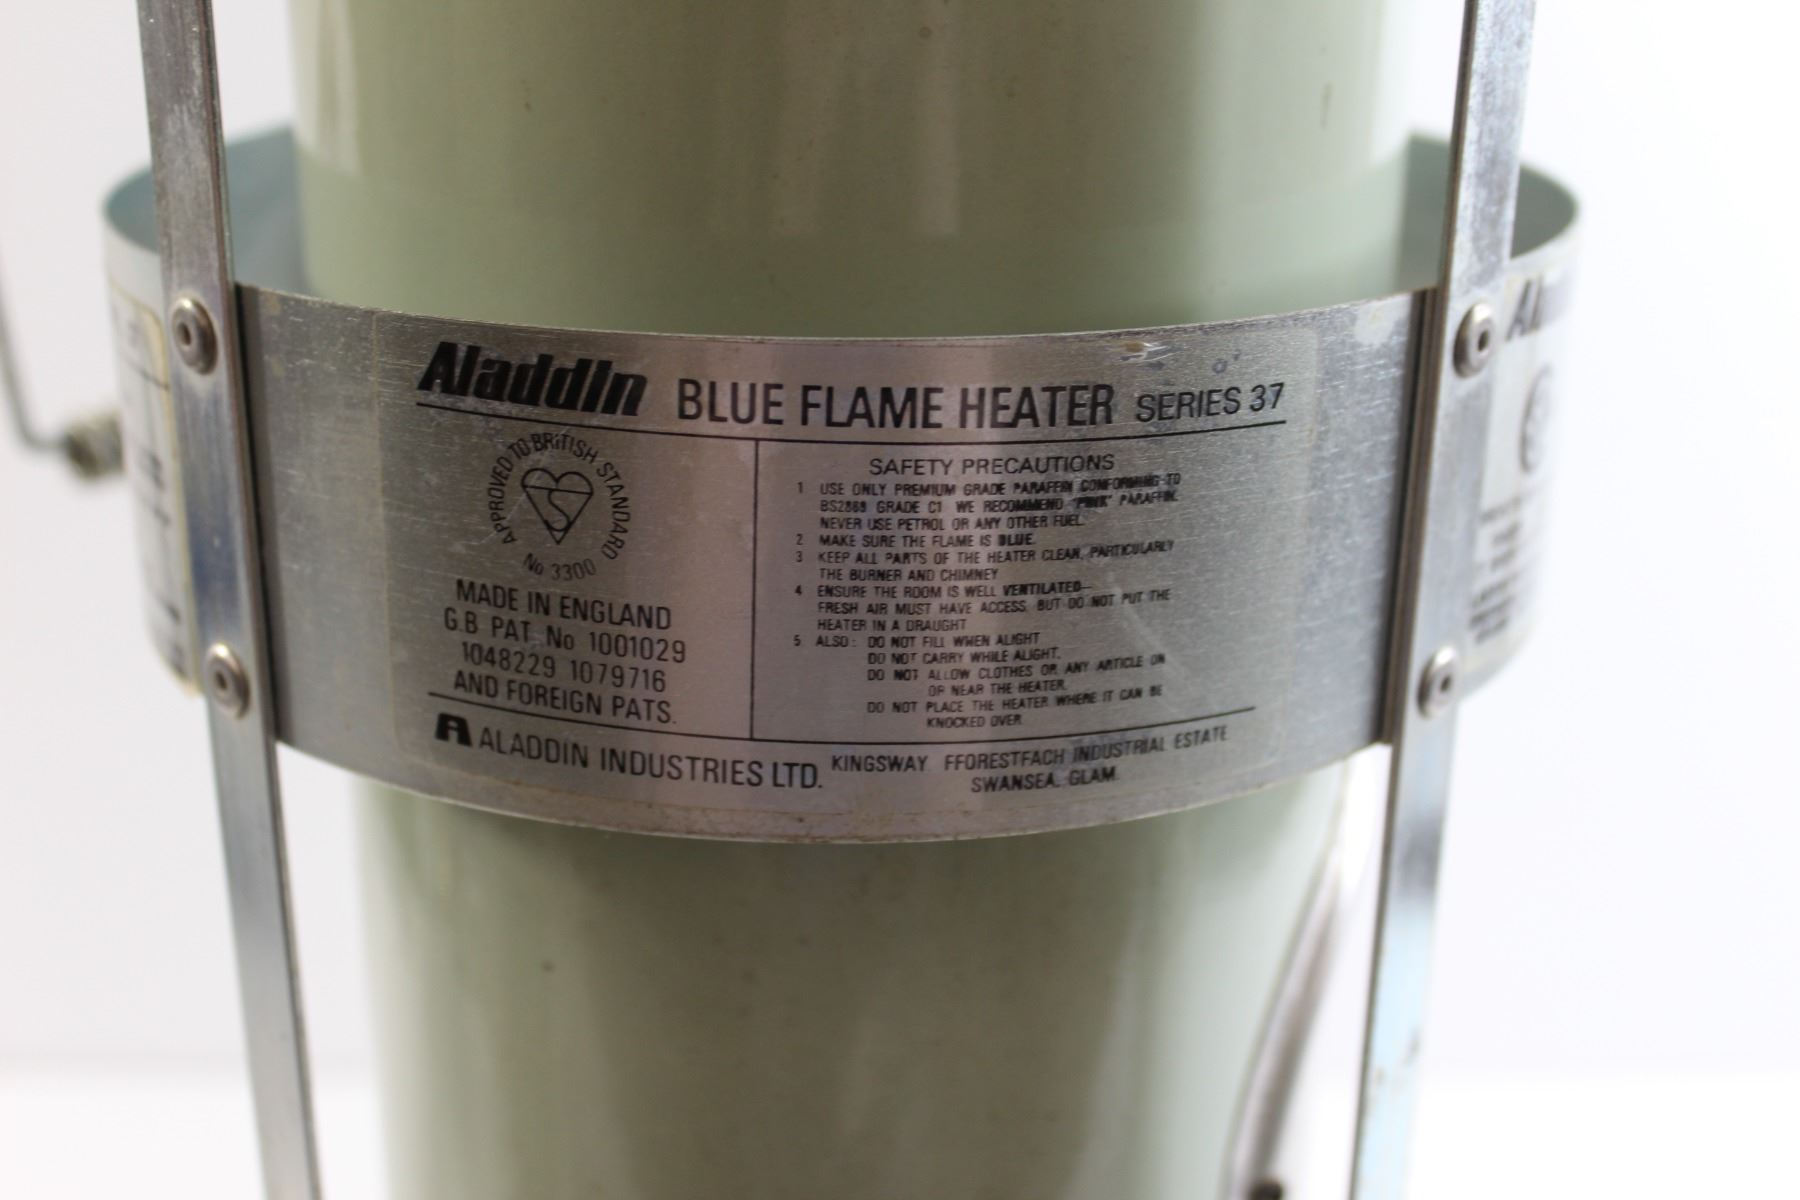 Aladdin BLUE FLAME HEATER SERIES 37
APPROVED TO BRITISH STANDARD
No 3300
MADE IN ENGLAND
G.B PAT. No 1001029
1048229 1079716
AND FOREIGN PATS.
SAFETY PRECAUTIONS
1 USE ONLY PREMIUM GRADE PARAFFIN CONFORMING TO
BS2869 GRADE C1 WE RECOMMEND "PINK" PARAFFIN.
NEVER USE PETROL OR ANY OTHER FUEL.
2 MAKE SURE THE FLAME IS BLUE.
3 KEEP ALL PARTS OF THE HEATER CLEAN, PARTICULARLY
THE BURNER AND CHIMNEY
4 ENSURE THE ROOM IS WELL VENTILATED—
FRESH AIR MUST HAVE ACCESS, BUT DO NOT PUT THE
HEATER IN A DRAUGHT
5 ALSO: DO NOT FILL WHEN ALIGHT
DO NOT CARRY WHILE ALIGHT.
DO NOT ALLOW CLOTHES OR ANY ARTICLE ON
OR NEAR THE HEATER.
DO NOT PLACE THE HEATER WHERE IT CAN BE
KNOCKED OVER
A ALADDIN INDUSTRIES LTD. KINGSWAY FFORESTFACH INDUSTRIAL ESTATE
SWANSEA. GLAM.